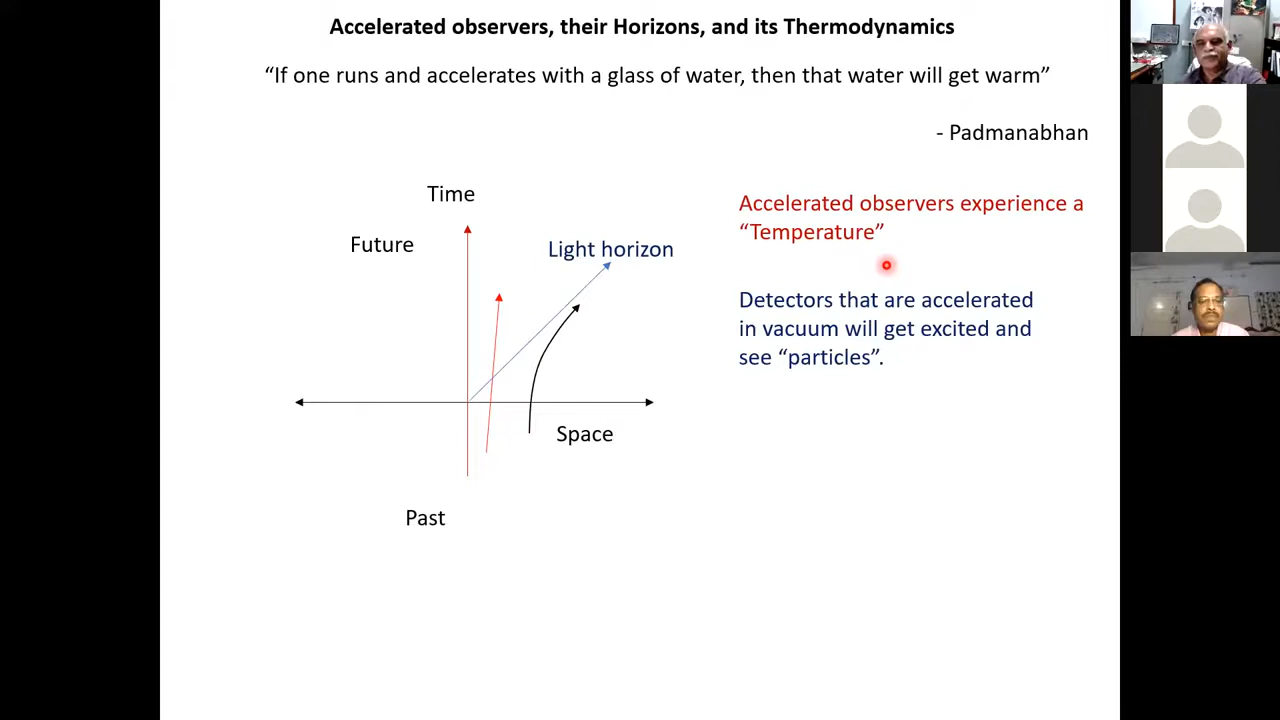 Accelerated observers, their Horizons, and its Thermodynamics
“If one runs and accelerates with a glass of water, then that water will get warm”
- Padmanabhan
Time
Future
Light horizon
Space
Past
Accelerated observers experience a
“Temperature”
Detectors that are accelerated
in vacuum will get excited and
see “particles”.